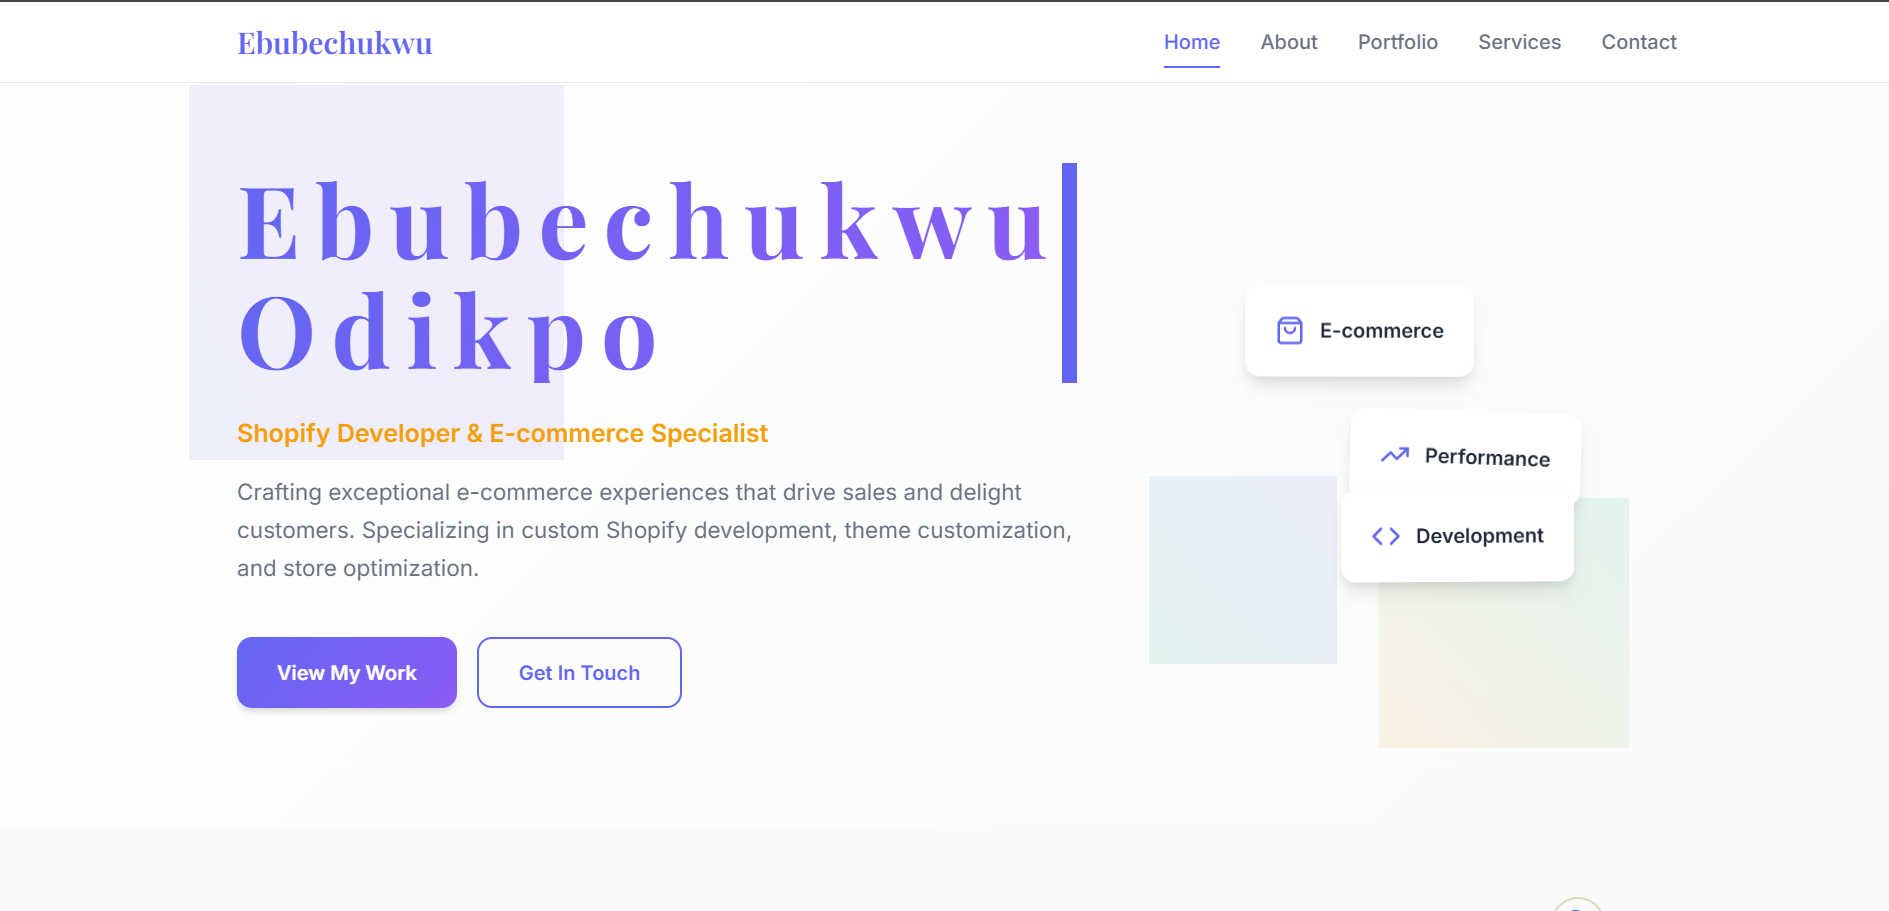 Ebubechukwu
Home
About
Portfolio
Services
Contact
Ebubechukwu
Odikpo
Shopify Developer & E-commerce Specialist
Crafting exceptional e-commerce experiences that drive sales and delight
customers. Specializing in custom Shopify development, theme customization,
and store optimization.
View My Work
Get In Touch
E-commerce
Performance
Development